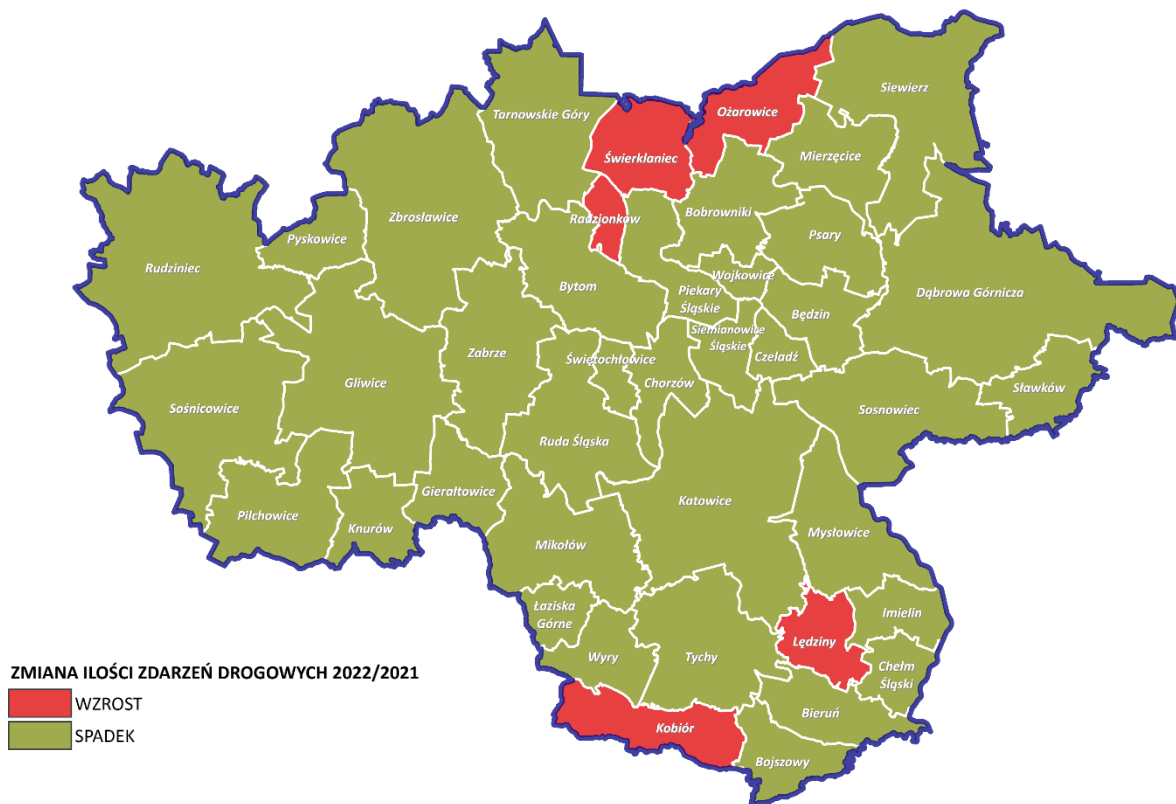 Siewierz
Tarnowskie Góry
Ożarowice
Świerklaniec
Mierzęcice
Zbrosławice
Radzionków
Bobrowniki
Pyskowice
Psary
Rudziniec
Wojkowice
Bytom
Piekary
Śląskie
Dąbrowa Górnicza
Będzin
Siemianowice
Śląskie
Zabrze
Świętochłowice
Czeladź
Gliwice
Chorzów
Sławków
Sośnicowice
Sosnowiec
Ruda Śląska
Gierałtowice
Katowice
Pilchowice
Knurów
Mysłowice
Mikołów
Łaziska
Górne
Imielin
Lędziny
Wyry
Tychy
Chełm
Śląski
ZMIANA ILOŚCI ZDARZEŃ DROGOWYCH 2022/2021
WZROST
SPADEK
Kobiór
Bieruń
Bojszowy